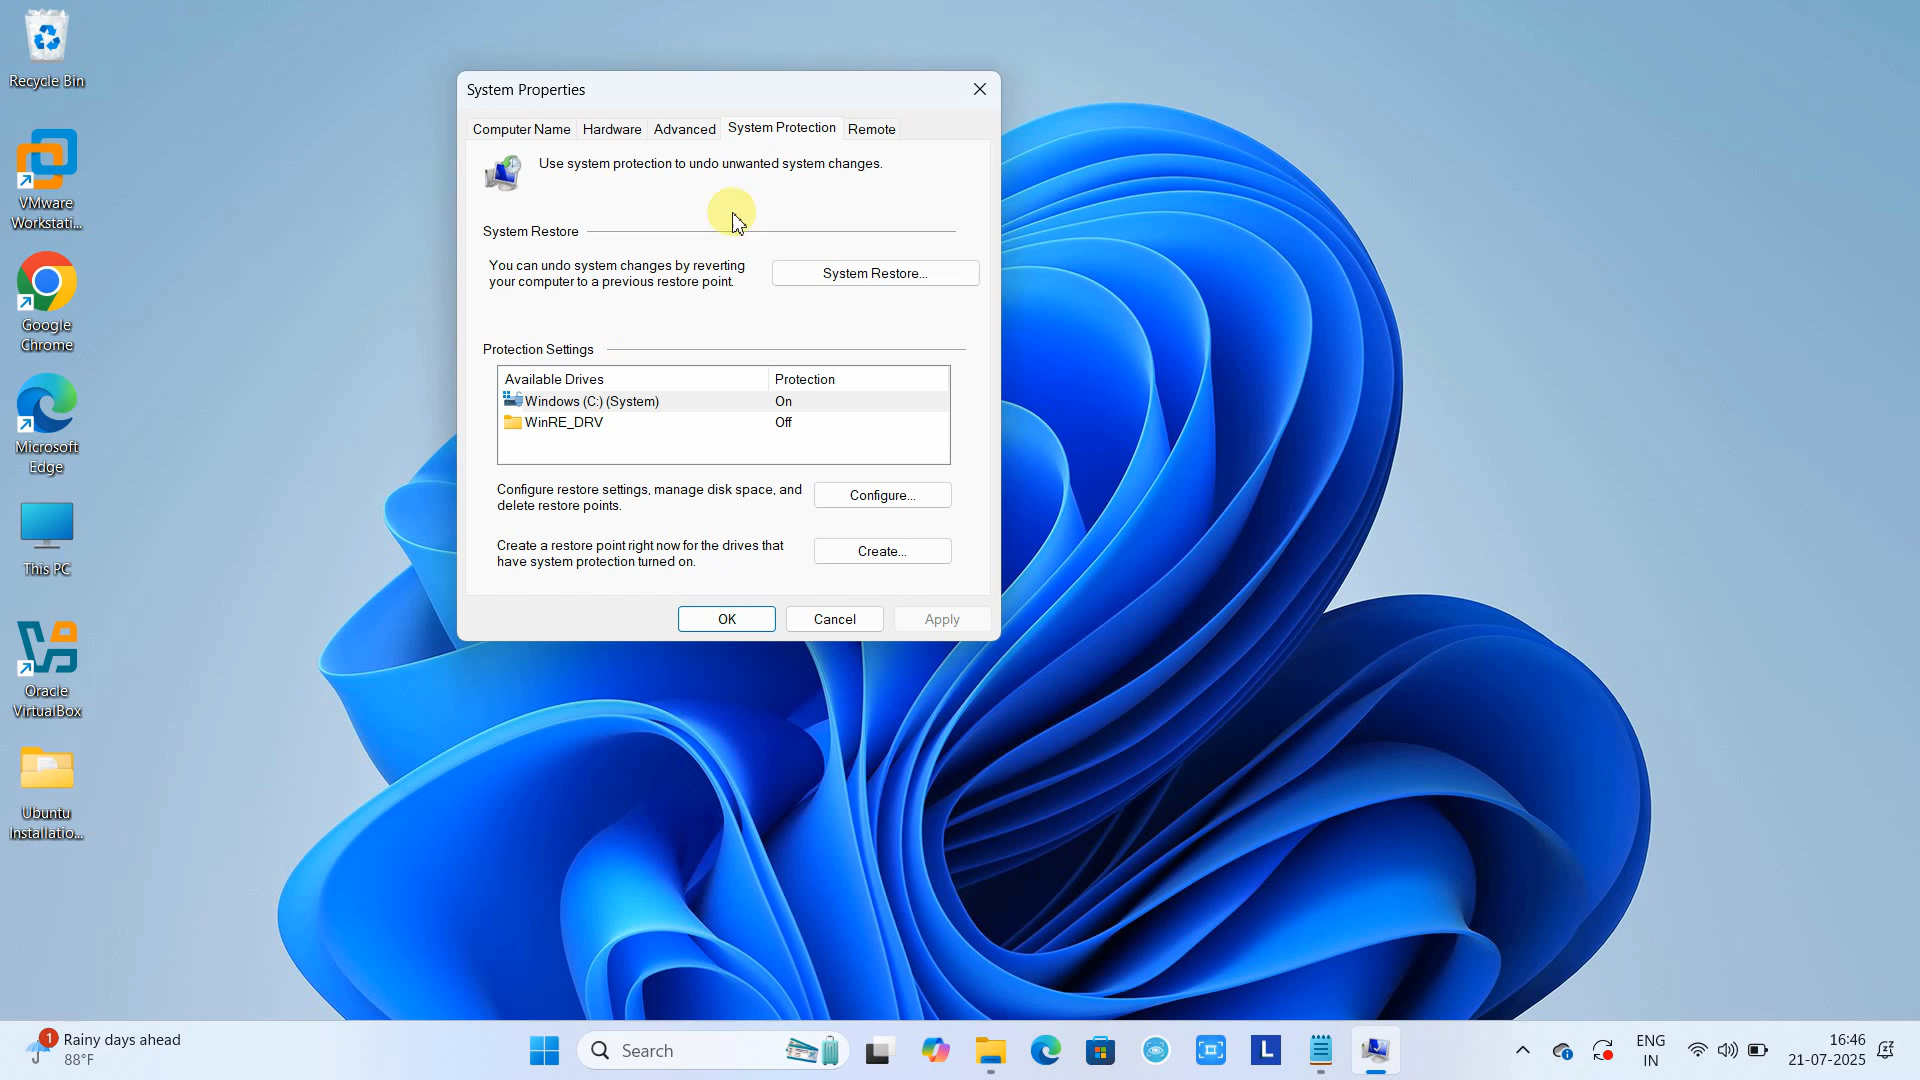 Recycle Bin
VMware
Workstati...
Google
Chrome
Microsoft
Edge
This PC
Oracle
VirtualBox
Ubuntu
Installatio...
System Properties
Computer Name
Hardware
Advanced
System Protection
Remote
Use system protection to undo unwanted system changes.
System Restore
You can undo system changes by reverting
your computer to a previous restore point.
System Restore...
Protection Settings
Available Drives
Protection
Windows (C:) (System)
On
WinRE_DRV
Off
Configure restore settings, manage disk space, and
delete restore points.
Configure...
Create a restore point right now for the drives that
have system protection turned on.
Create...
OK
Cancel
Apply
1
Rainy days ahead
88°F
Search
L
ENG
IN
16:46
21-07-2025